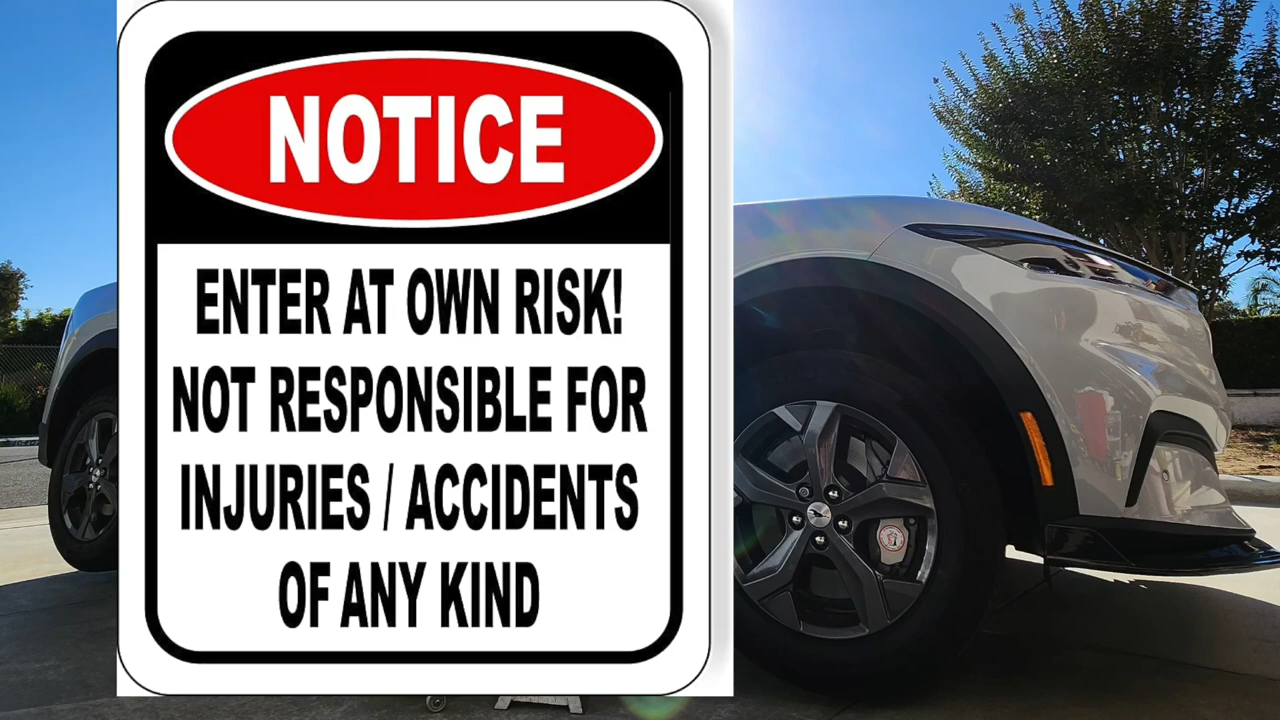 NOTICE
ENTER AT OWN RISK!
NOT RESPONSIBLE FOR
INJURIES / ACCIDENTS
OF ANY KIND